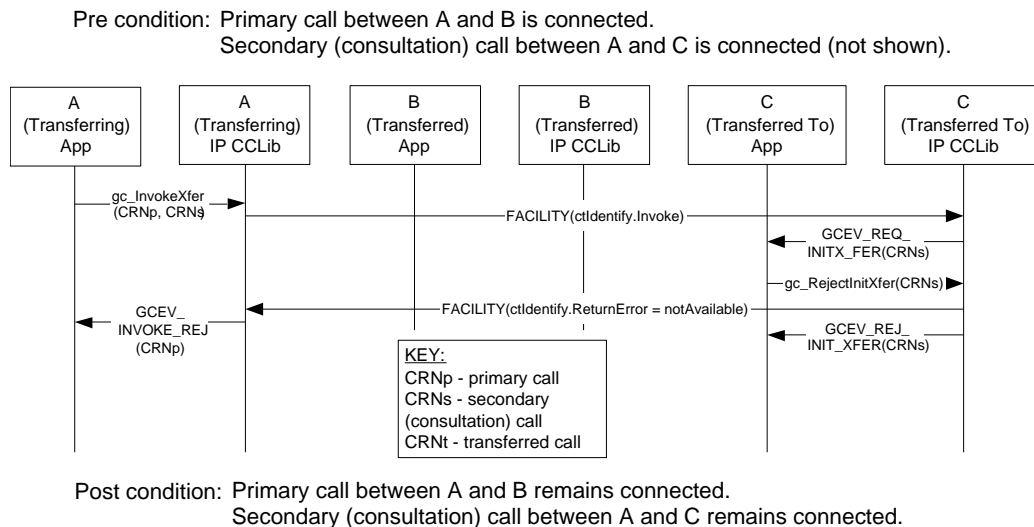 Pre condition: Primary call between A and B is connected.
Secondary (consultation) call between A and C is connected (not shown).
A
(Transferring)
App
A
(Transferring)
IP CCLib
B
(Transferred)
App
B
(Transferred)
IP CCLib
C
(Transferred To)
App
C
(Transferred To)
IP CCLib
gc_InvokeXfer
(CRNp, CRNs)
FACILITY(ctIdentify.Invoke)
GCEV_REQ_
INITX_FER(CRNs)
gc_RejectInitXfer(CRNs)
FACILITY(ctIdentify.ReturnError = notAvailable)
GCEV_
INVOKE_REJ
(CRNp)
GCEV_REJ_
INIT_XFER(CRNs)
KEY:
CRNp - primary call
CRNs - secondary
(consultation) call
CRNt - transferred call
Post condition: Primary call between A and B remains connected.
Secondary (consultation) call between A and C remains connected.